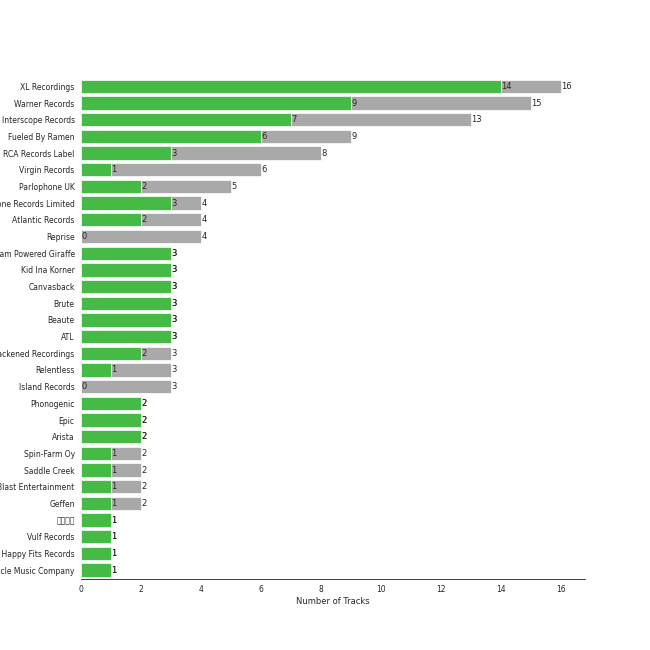 XL Recordings 14 16
Warner Records 9 15
Interscope Records 7 13
Fueled By Ramen 6 9
RCA Records Label 3 8
Virgin Records 1 6
Parlophone UK 2 5
one Records Limited 3 4
Atlantic Records 2 4
Reprise 0 4
am Powered Giraffe 3
Kid Ina Korner 3
Canvasback 3
Brute 3
Beaute 3
ATL 3
ackened Recordings 2 3
Relentless 1 3
Island Records 0 3
Phonogenic 2
Epic 2
Arista 2
Spin-Farm Oy 1 2
Saddle Creek 1 2
Blast Entertainment 1 2
Geffen 1 2
1
Vulf Records 1
Happy Fits Records 1
cle Music Company 1
0 2 4 6 8 10 12 14 16
Number of Tracks